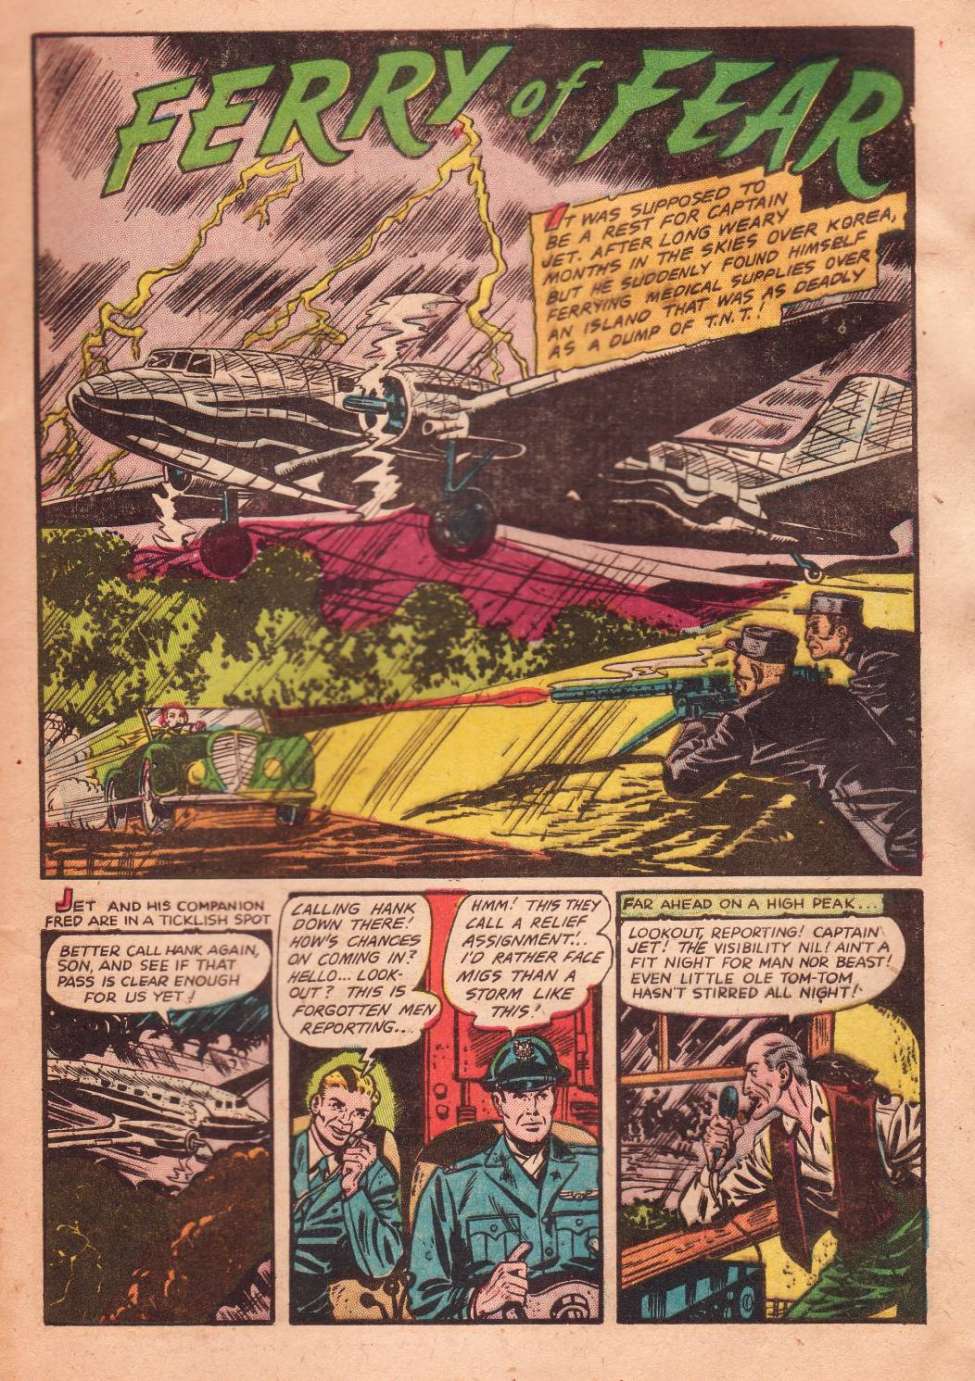 FERRY of FEAR
IT WAS SUPPOSED TO
BE A REST FOR CAPTAIN
JET. AFTER LONG WEARY
MONTHS IN THE SKIES OVER KOREA,
BUT HE SUDDENLY FOUND HIMSELF
FERRYING MEDICAL SUPPLIES OVER
AN ISLAND THAT WAS AS DEADLY
AS A DUMP OF T.N.T.!
JET AND HIS COMPANION
FRED ARE IN A TICKLISH SPOT
BETTER CALL HANK AGAIN,
SON, AND SEE IF THAT
PASS IS CLEAR ENOUGH
FOR US YET!
CALLING HANK
DOWN THERE!
HOW'S CHANCES
ON COMING IN?
HELLO... LOOK-
OUT? THIS IS
FORGOTTEN MEN
REPORTING...
HMM! THIS THEY
CALL A RELIEF
ASSIGNMENT!..
I'D RATHER FACE
MIGS THAN A
STORM LIKE
THIS!
FAR AHEAD ON A HIGH PEAK...
LOOKOUT, REPORTING! CAPTAIN
JET! THE VISIBILITY NIL! AIN'T A
FIT NIGHT FOR MAN NOR BEAST!
EVEN LITTLE OLE TOM-TOM
HASN'T STIRRED ALL NIGHT!